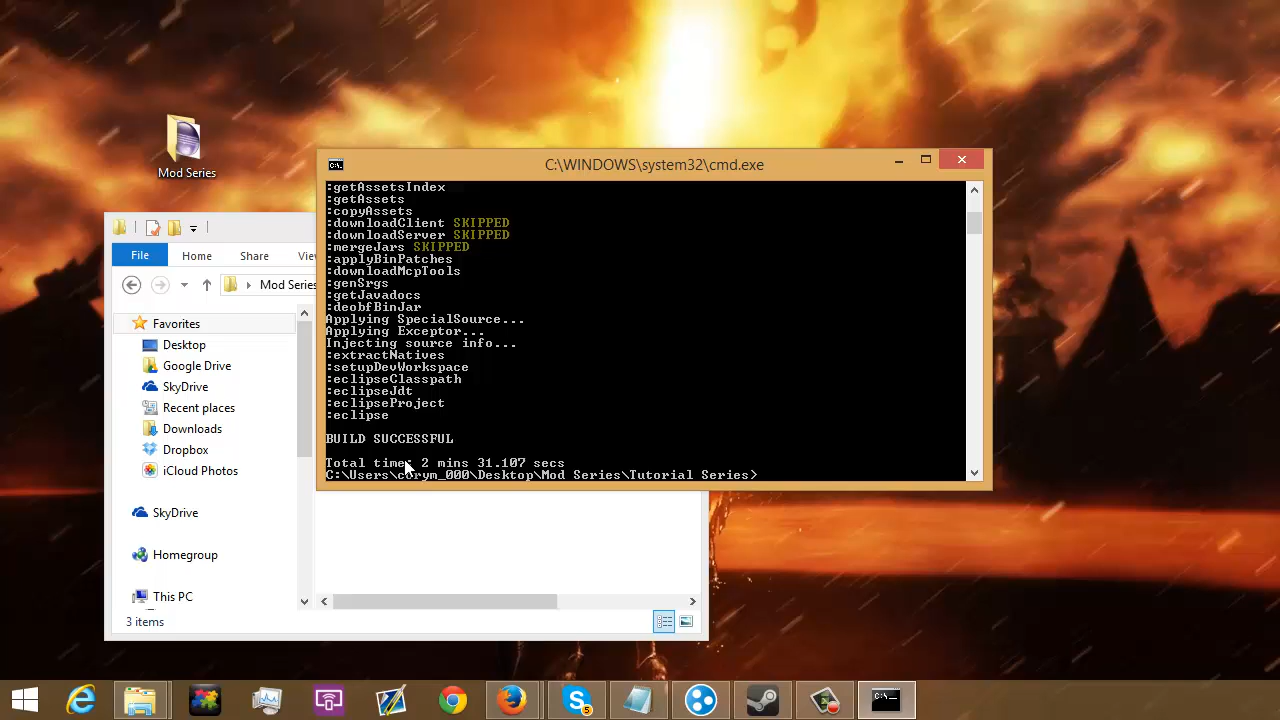 Mod Series
C:\WINDOWS\system32\cmd.exe
:getAssetsIndex
:getAssets
:copyAssets
:downloadClient SKIPPED
:downloadServer SKIPPED
:mergeJars SKIPPED
:applyBinPatches
:downloadMcpTools
:genSrgs
:getJavadocs
:deobfBinJar
Applying SpecialSource...
Applying Exceptor...
Injecting source info...
:extractNatives
:setupDevWorkspace
:eclipseClasspath
:eclipseJdt
:eclipseProject
:eclipse
BUILD SUCCESSFUL
Total time: 2 mins 31.107 secs
C:\Users\corym_000\Desktop\Mod Series\Tutorial Series>
File Home Share Vie
Mod Series
Favorites
Desktop
Google Drive
SkyDrive
Recent places
Downloads
Dropbox
iCloud Photos
SkyDrive
Homegroup
This PC
3 items
5